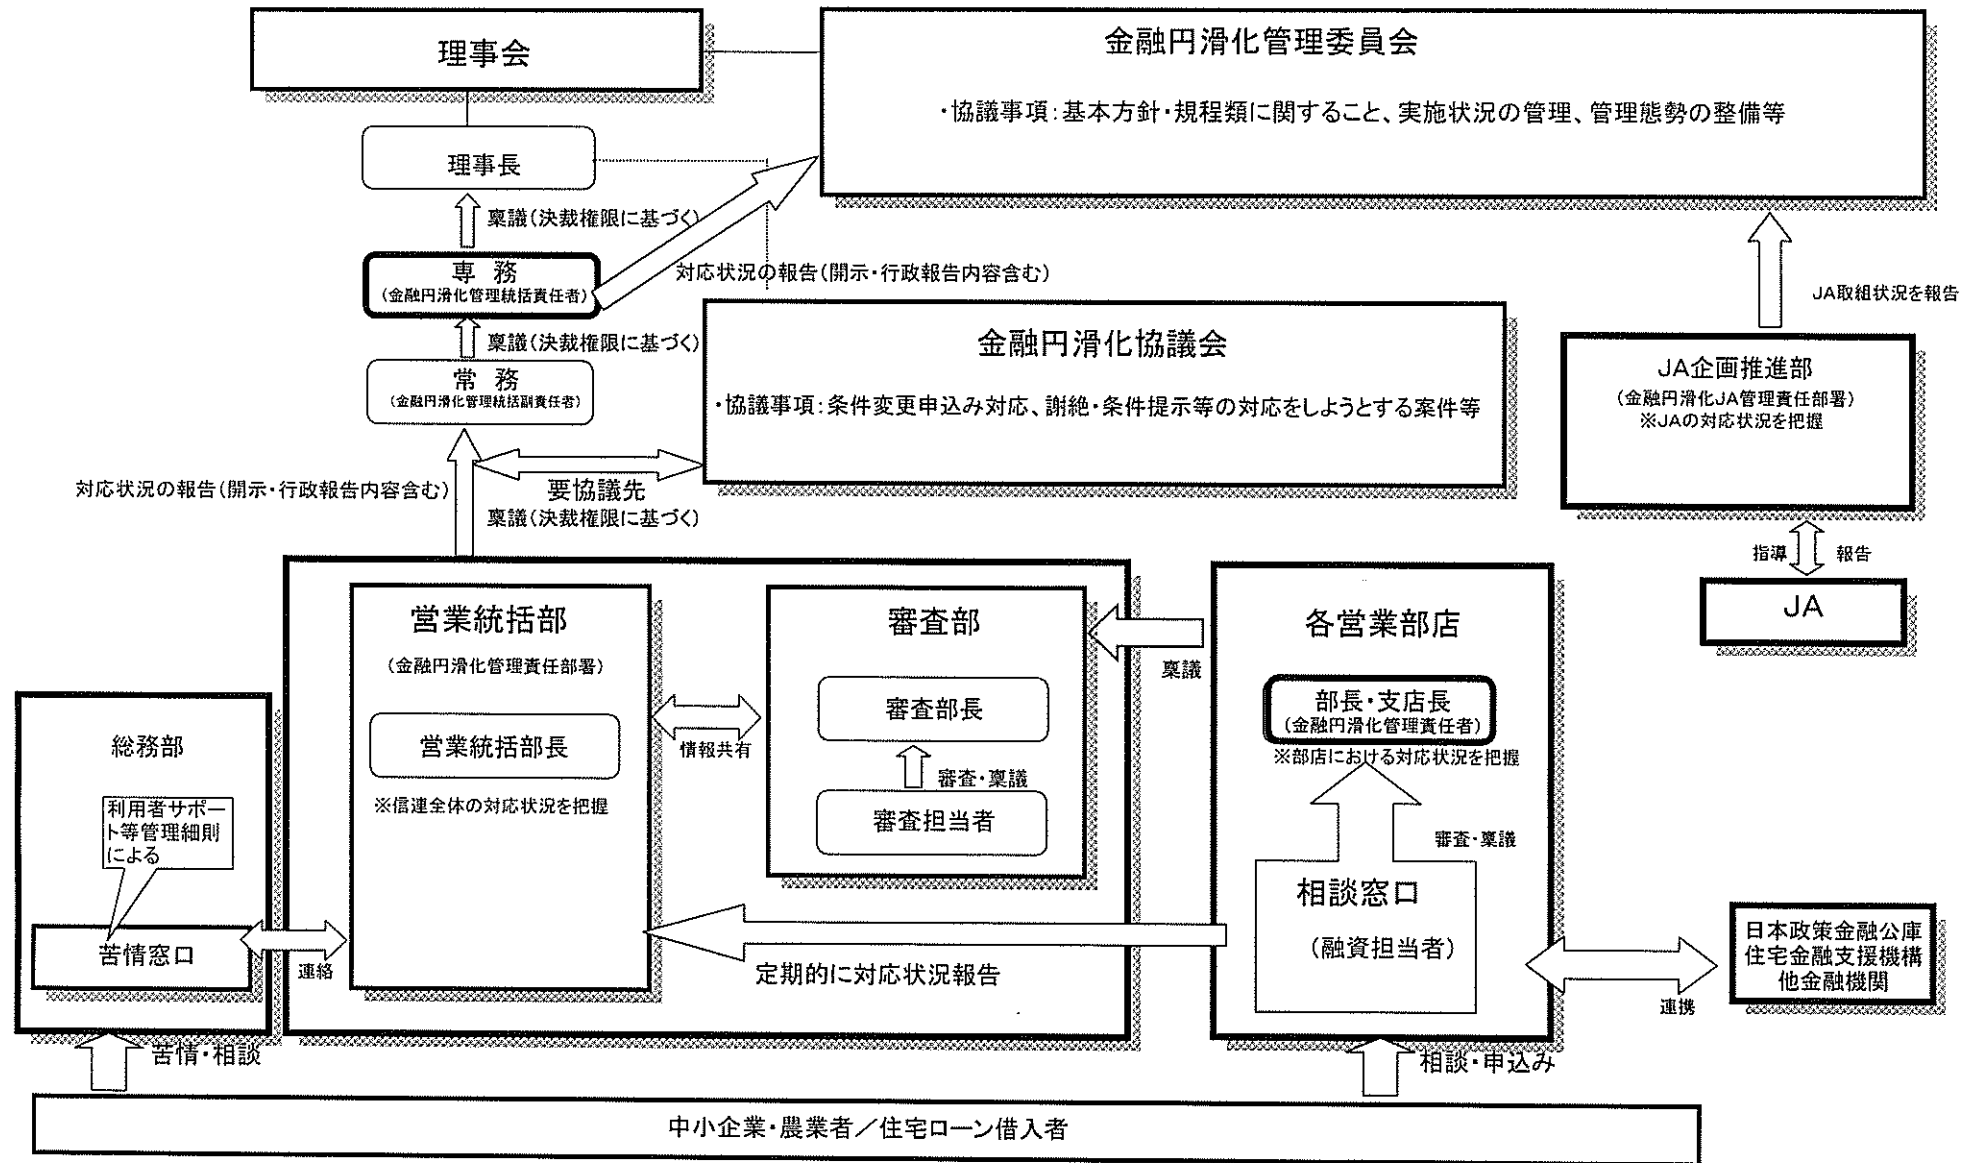 理事会
金融円滑化管理委員会
・協議事項：基本方針・規程類に関すること、実施状況の管理、管理態勢の整備等
理事長
稟議（決裁権限に基づく）
専　務
（金融円滑化管理統括責任者）
対応状況の報告（開示・行政報告内容含む）
JA取組状況を報告
稟議（決裁権限に基づく）
金融円滑化協議会
・協議事項：条件変更申込み対応、謝絶・条件提示等の対応をしようとする案件等
常　務
（金融円滑化管理統括副責任者）
JA企画推進部
（金融円滑化JA管理責任部署）
※JAの対応状況を把握
対応状況の報告（開示・行政報告内容含む）
要協議先
稟議（決裁権限に基づく）
指導
報告
JA
営業統括部
（金融円滑化管理責任部署）
営業統括部長
※信連全体の対応状況を把握
情報共有
審査部
審査部長
審査・稟議
審査担当者
稟議
各営業部店
部長・支店長
（金融円滑化管理責任者）
※部店における対応状況を把握
審査・稟議
相談窓口
（融資担当者）
総務部
利用者サポー
ト等管理細則
による
苦情窓口
連絡
定期的に対応状況報告
日本政策金融公庫
住宅金融支援機構
他金融機関
連携
苦情・相談
相談・申込み
中小企業・農業者／住宅ローン借入者